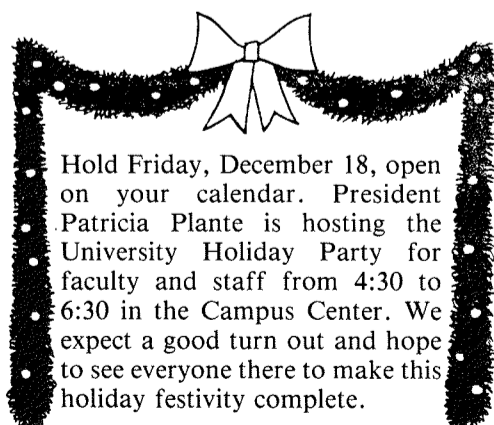 Hold Friday, December 18, open
on your calendar. President
Patricia Plante is hosting the
University Holiday Party for
faculty and staff from 4:30 to
6:30 in the Campus Center. We
expect a good turn out and hope
to see everyone there to make this
holiday festivity complete.